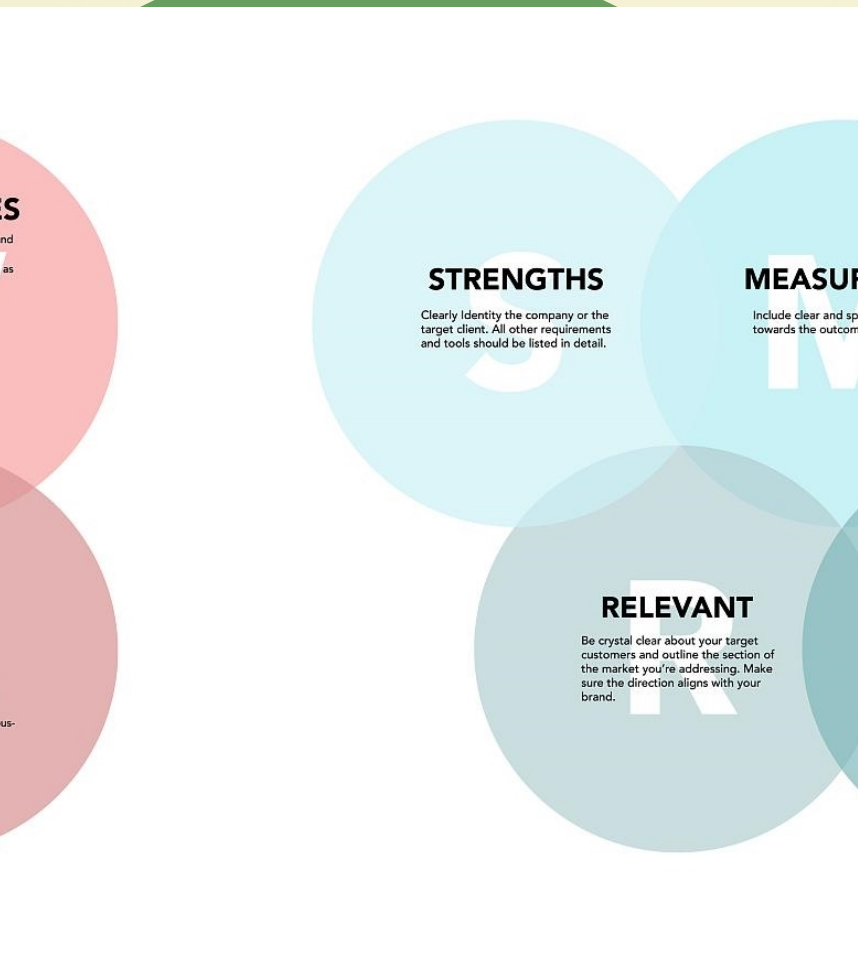 ES
nd
as
STRENGTHS
S
Clearly Identity the company or the
target client. All other requirements
and tools should be listed in detail.
MEASUR
M
Include clear and sp
towards the outcom
RELEVANT
R
Be crystal clear about your target
customers and outline the section of
the market you're addressing. Make
sure the direction aligns with your
brand.
us-